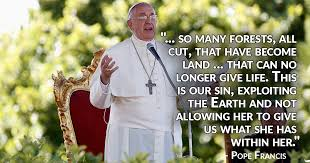 "... so many forests, all
cut, that have become
land ... that can no
longer give life. This
is our sin, exploiting
the Earth and not
allowing her to give
us what she has
within her."
- Pope Francis